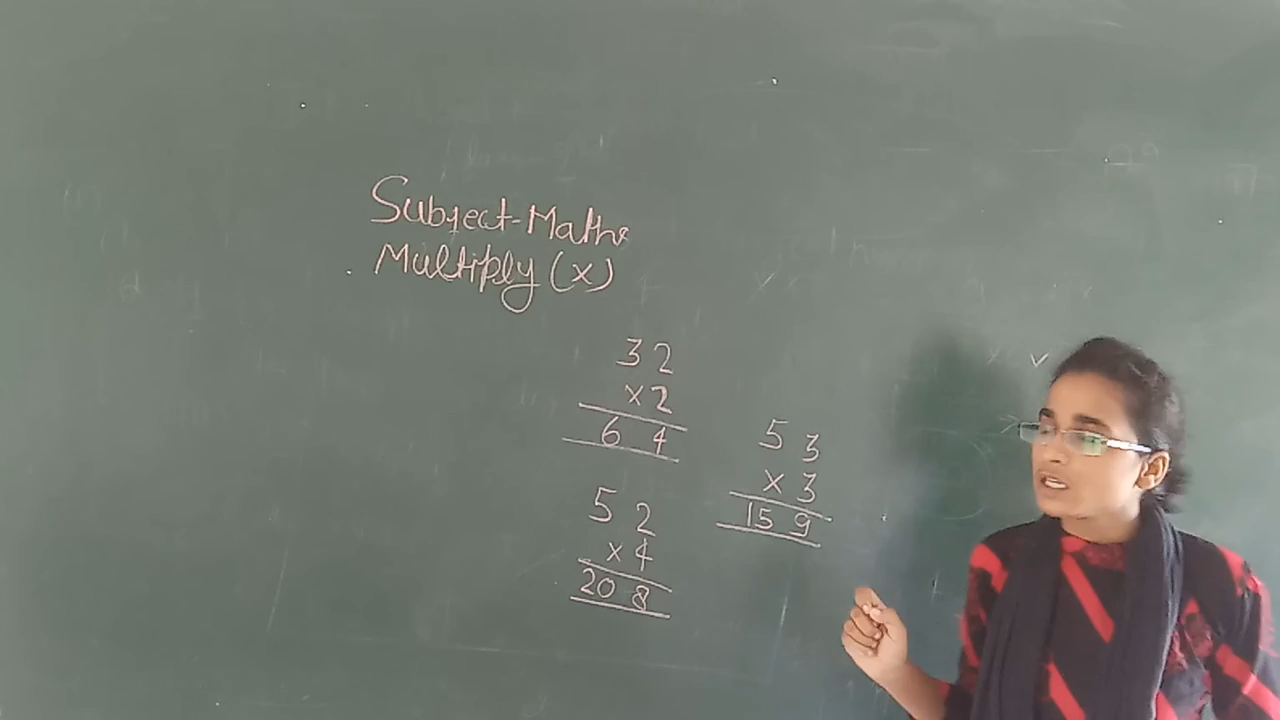 Subject-Maths
Multiply (x)
32
x2
64
53
x3
159
52
x4
208